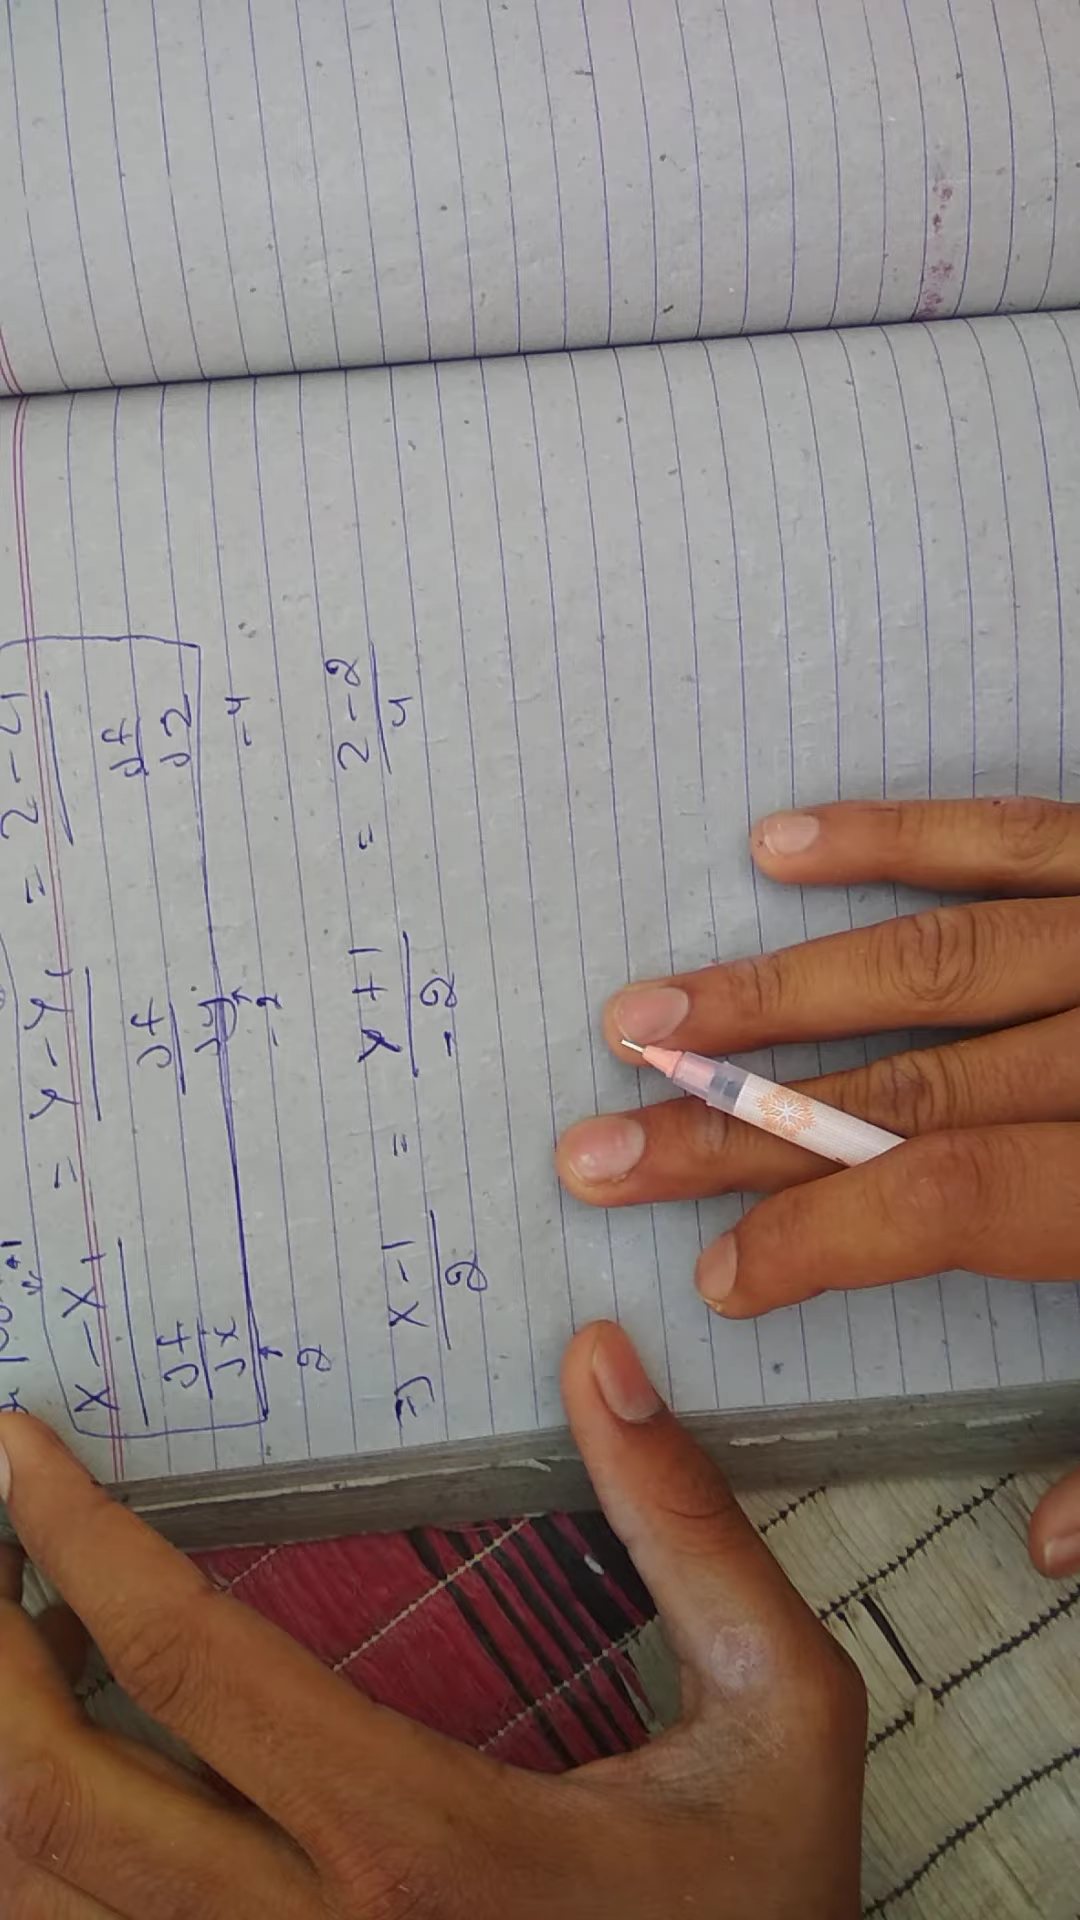 x - x₁ / ∂f/∂x = y - y₁ / ∂f/∂y = z - z₁ / ∂f/∂z
2 -2 -4
⇒ x - 1 / 2 = y + 1 / -2 = z - 2 / 4